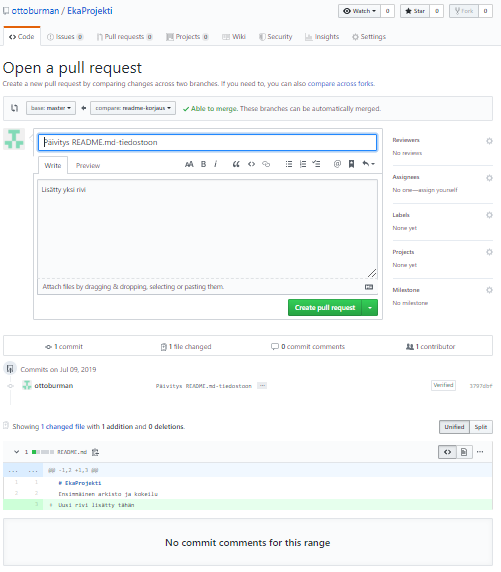 ottoburman / EkaProjekti
Watch 0 Star 0 Fork 0
Code Issues 0 Pull requests 0 Projects 0 Wiki Security Insights Settings
Open a pull request
Create a new pull request by comparing changes across two branches. If you need to, you can also compare across forks.
base: master compare: readme-korjaus Able to merge. These branches can be automatically merged.
Päivitys README.md-tiedostoon
Write Preview
AA B i
Lisätty yksi rivi
Attach files by dragging & dropping, selecting or pasting them.
Create pull request
Reviewers
No reviews
Assignees
No one—assign yourself
Labels
None yet
Projects
None yet
Milestone
No milestone
1 commit 1 file changed 0 commit comments 1 contributor
Commits on Jul 09, 2019
ottoburman Päivitys README.md-tiedostoon Verified 3797dbf
Showing 1 changed file with 1 addition and 0 deletions. Unified Split
1 README.md
... ... @@ -1,2 +1,3 @@
1 1 # EkaProjekti
2 2 Ensimmäinen arkisto ja kokeilu
3 + Uusi rivi lisätty tähän
No commit comments for this range